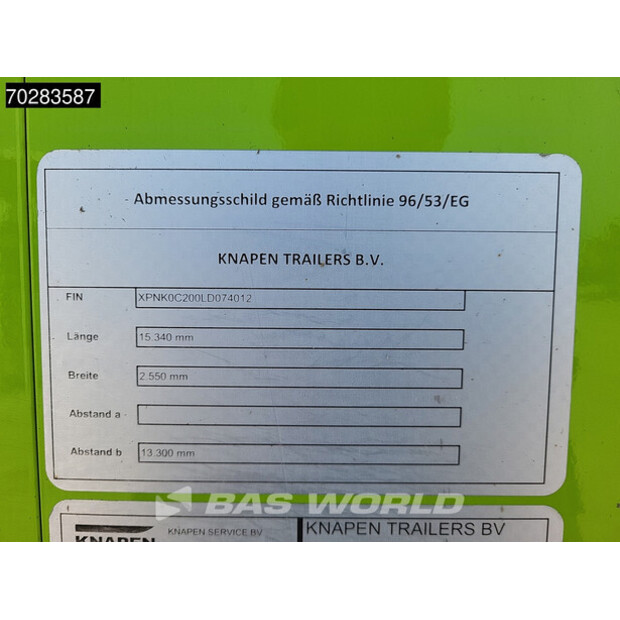 70283587
Abmessungsschild gemäß Richtlinie 96/53/EG
KNAPEN TRAILERS B.V.
FIN XPNK0C200LD074012
Länge 15.340 mm
Breite 2.550 mm
Abstand a
Abstand b 13.300 mm
BAS WORLD
KNAPEN KNAPEN SERVICE BV KNAPEN TRAILERS BV